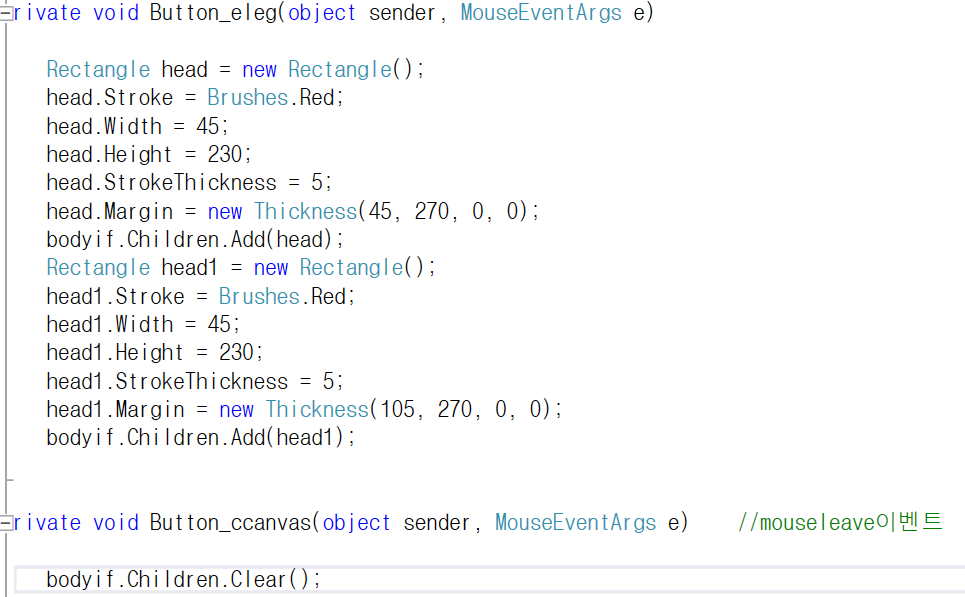 rivate void Button_eleg(object sender, MouseEventArgs e)
Rectangle head = new Rectangle();
head.Stroke = Brushes.Red;
head.Width = 45;
head.Height = 230;
head.StrokeThickness = 5;
head.Margin = new Thickness(45, 270, 0, 0);
bodyif.Children.Add(head);
Rectangle head1 = new Rectangle();
head1.Stroke = Brushes.Red;
head1.Width = 45;
head1.Height = 230;
head1.StrokeThickness = 5;
head1.Margin = new Thickness(105, 270, 0, 0);
bodyif.Children.Add(head1);
rivate void Button_ccanvas(object sender, MouseEventArgs e) //mouseleave이벤트
bodyif.Children.Clear();